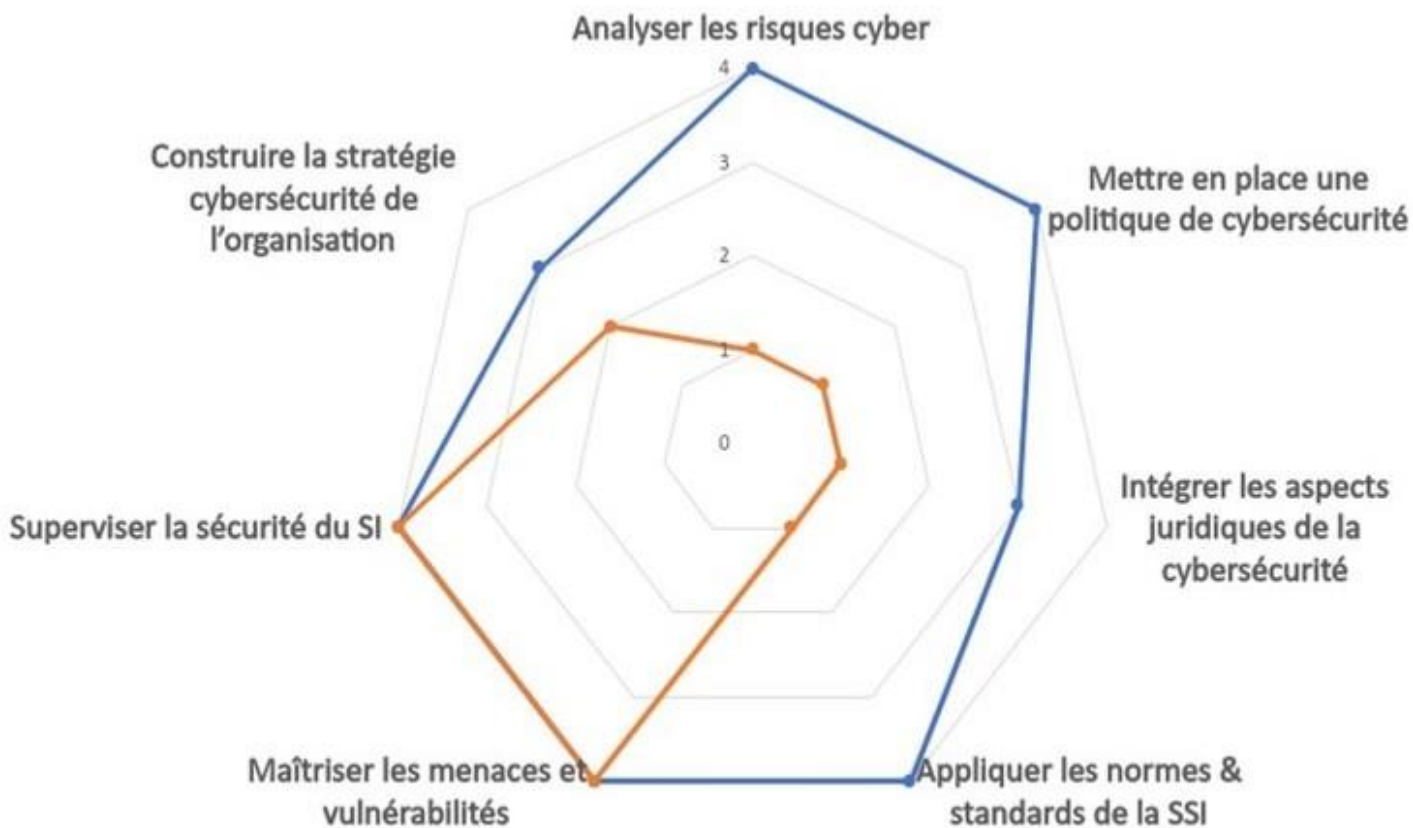 Analyser les risques cyber
4
3
2
1
0
Mettre en place une
politique de cybersécurité
Intégrer les aspects
juridiques de la
cybersécurité
Appliquer les normes &
standards de la SSI
Maîtriser les menaces et
vulnérabilités
Superviser la sécurité du SI
Construire la stratégie
cybersécurité de
l’organisation